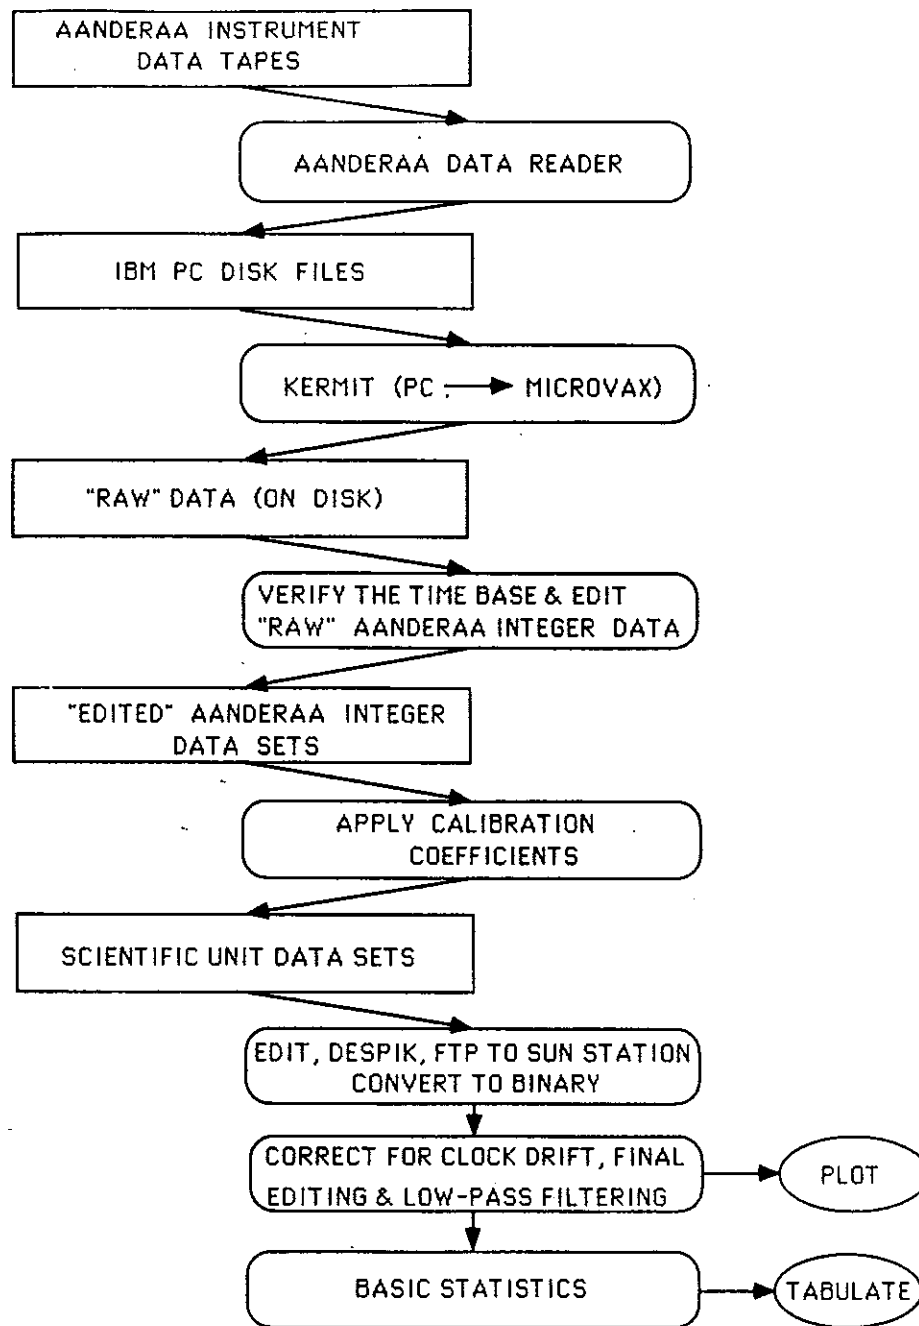 AANDERAA INSTRUMENT
DATA TAPES
AANDERAA DATA READER
IBM PC DISK FILES
KERMIT (PC → MICROVAX)
"RAW" DATA (ON DISK)
VERIFY THE TIME BASE & EDIT
"RAW" AANDERAA INTEGER DATA
"EDITED" AANDERAA INTEGER
DATA SETS
APPLY CALIBRATION
COEFFICIENTS
SCIENTIFIC UNIT DATA SETS
EDIT, DESPIK, FTP TO SUN STATION
CONVERT TO BINARY
CORRECT FOR CLOCK DRIFT, FINAL
EDITING & LOW-PASS FILTERING
PLOT
BASIC STATISTICS
TABULATE